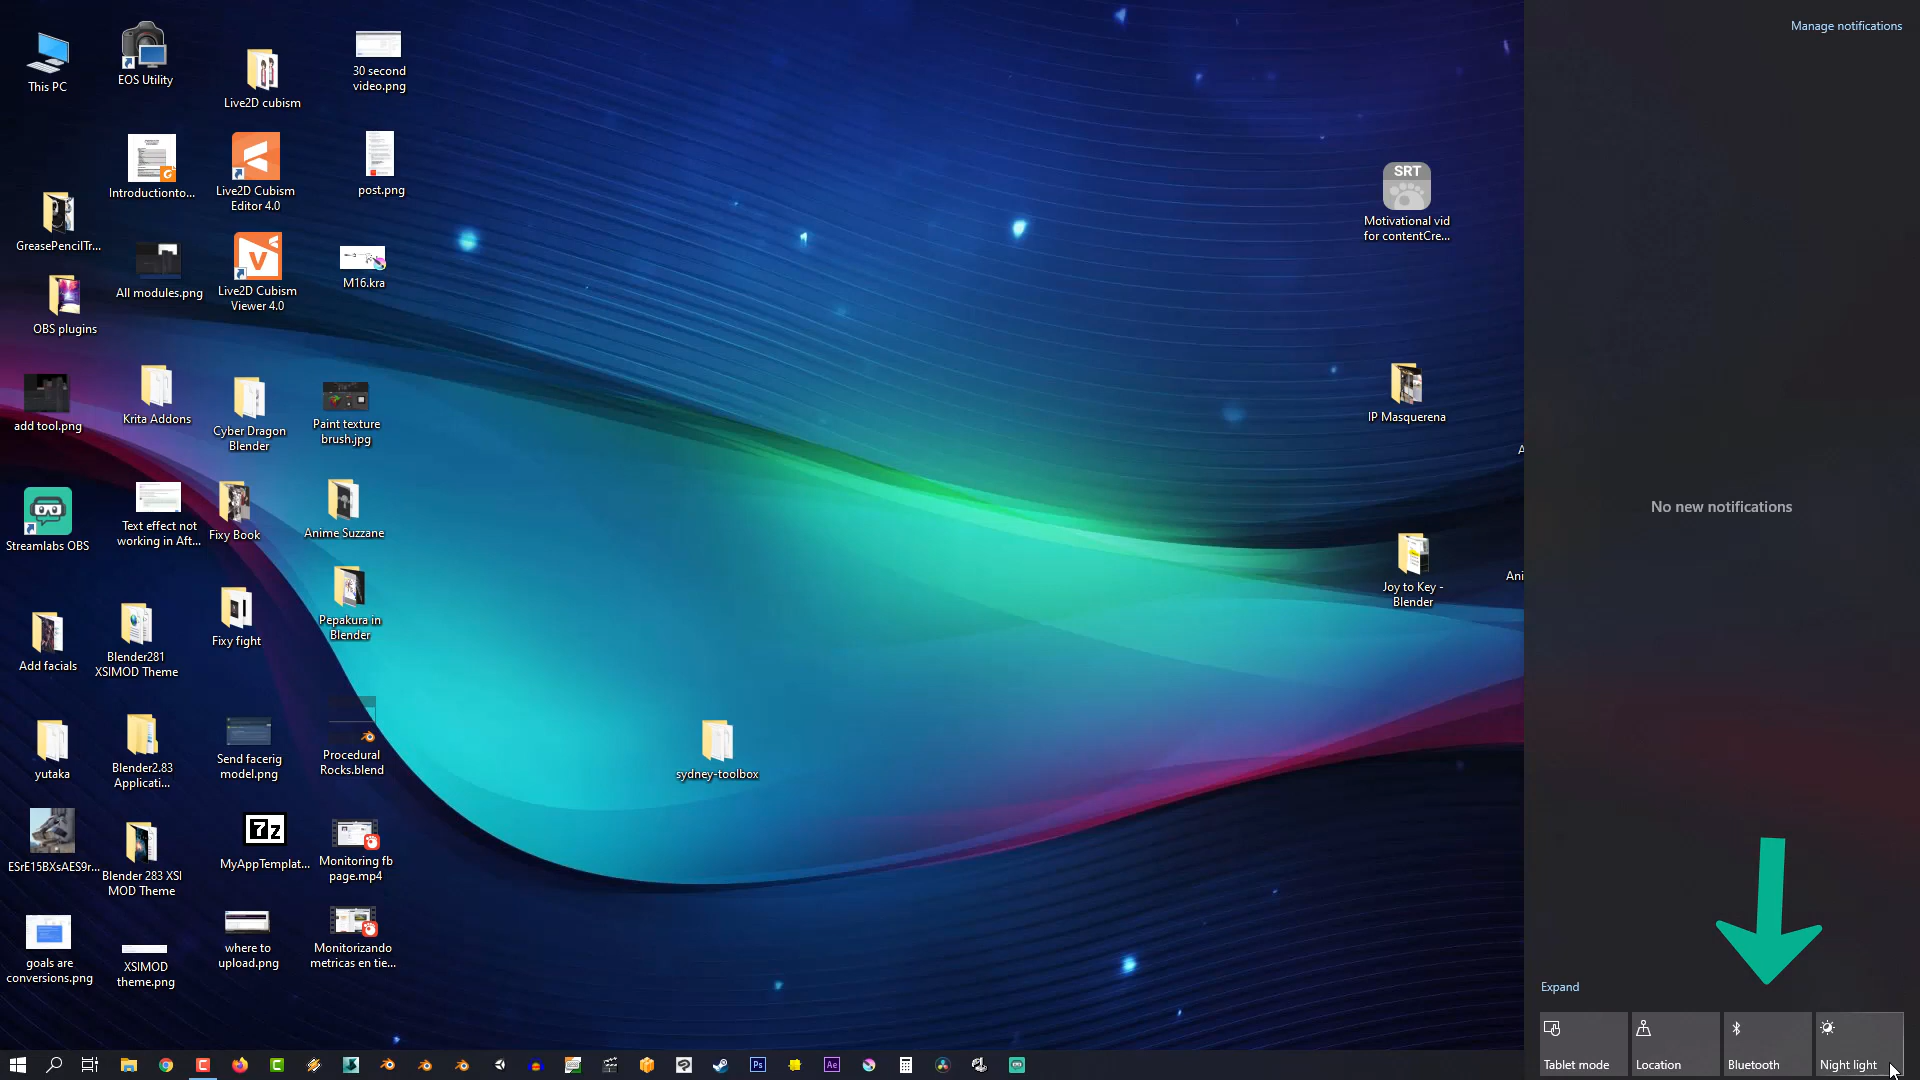 Manage notifications
This PC
EOS Utility
Live2D cubism
30 second
video.png
Introductionto...
Live2D Cubism
Editor 4.0
post.png
SRT
Motivational vid
for contentCre...
GreasePencilTr...
All modules.png
Live2D Cubism
Viewer 4.0
M16.kra
OBS plugins
add tool.png
Krita Addons
Cyber Dragon
Blender
Paint texture
brush.jpg
IP Masquerena
A
No new notifications
Streamlabs OBS
Text effect not
working in Aft...
Fixy Book
Anime Suzzane
Joy to Key -
Blender
Ani
Add facials
Blender281
XSIMOD Theme
Fixy fight
Pepakura in
Blender
yutaka
Blender2.83
Applicati...
Send facerig
model.png
Procedural
Rocks.blend
sydney-toolbox
ESrE15BXsAES9r...
Blender 283 XSI
MOD Theme
7z
MyAppTemplat...
Monitoring fb
page.mp4
goals are
conversions.png
XSIMOD
theme.png
where to
upload.png
Monitorizando
metricas en tie...
Expand
Tablet mode
Location
Bluetooth
Night light
Ps
Ae